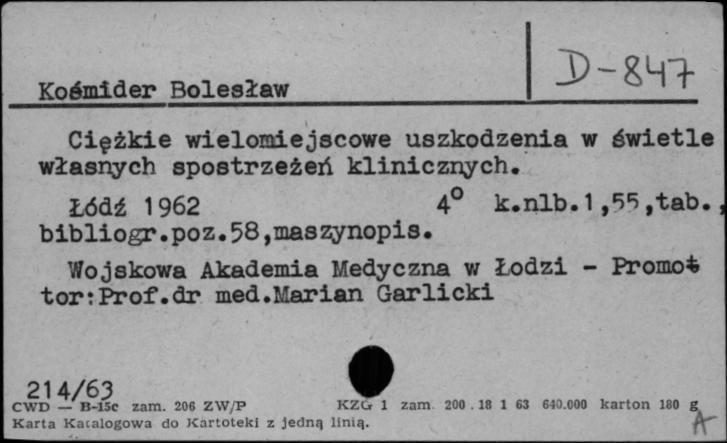 D-847
Kośmider Bolesław
Ciężkie wielomiejscowe uszkodzenia w świetle
własnych spostrzeżeń klinicznych.
Łódź 1962 4° k.nlb.1,55,tab.,
bibliogr.poz.58,maszynopis.
Wojskowa Akademia Medyczna w Łodzi - Promot
tor:Prof.dr med.Marian Garlicki
214/63
CWD — B-15c zam. 206 ZW/P KZG 1 zam. 200 . 18 1 63 640.000 karton 180 g
Karta Katalogowa do Kartoteki z jedną linią.
A